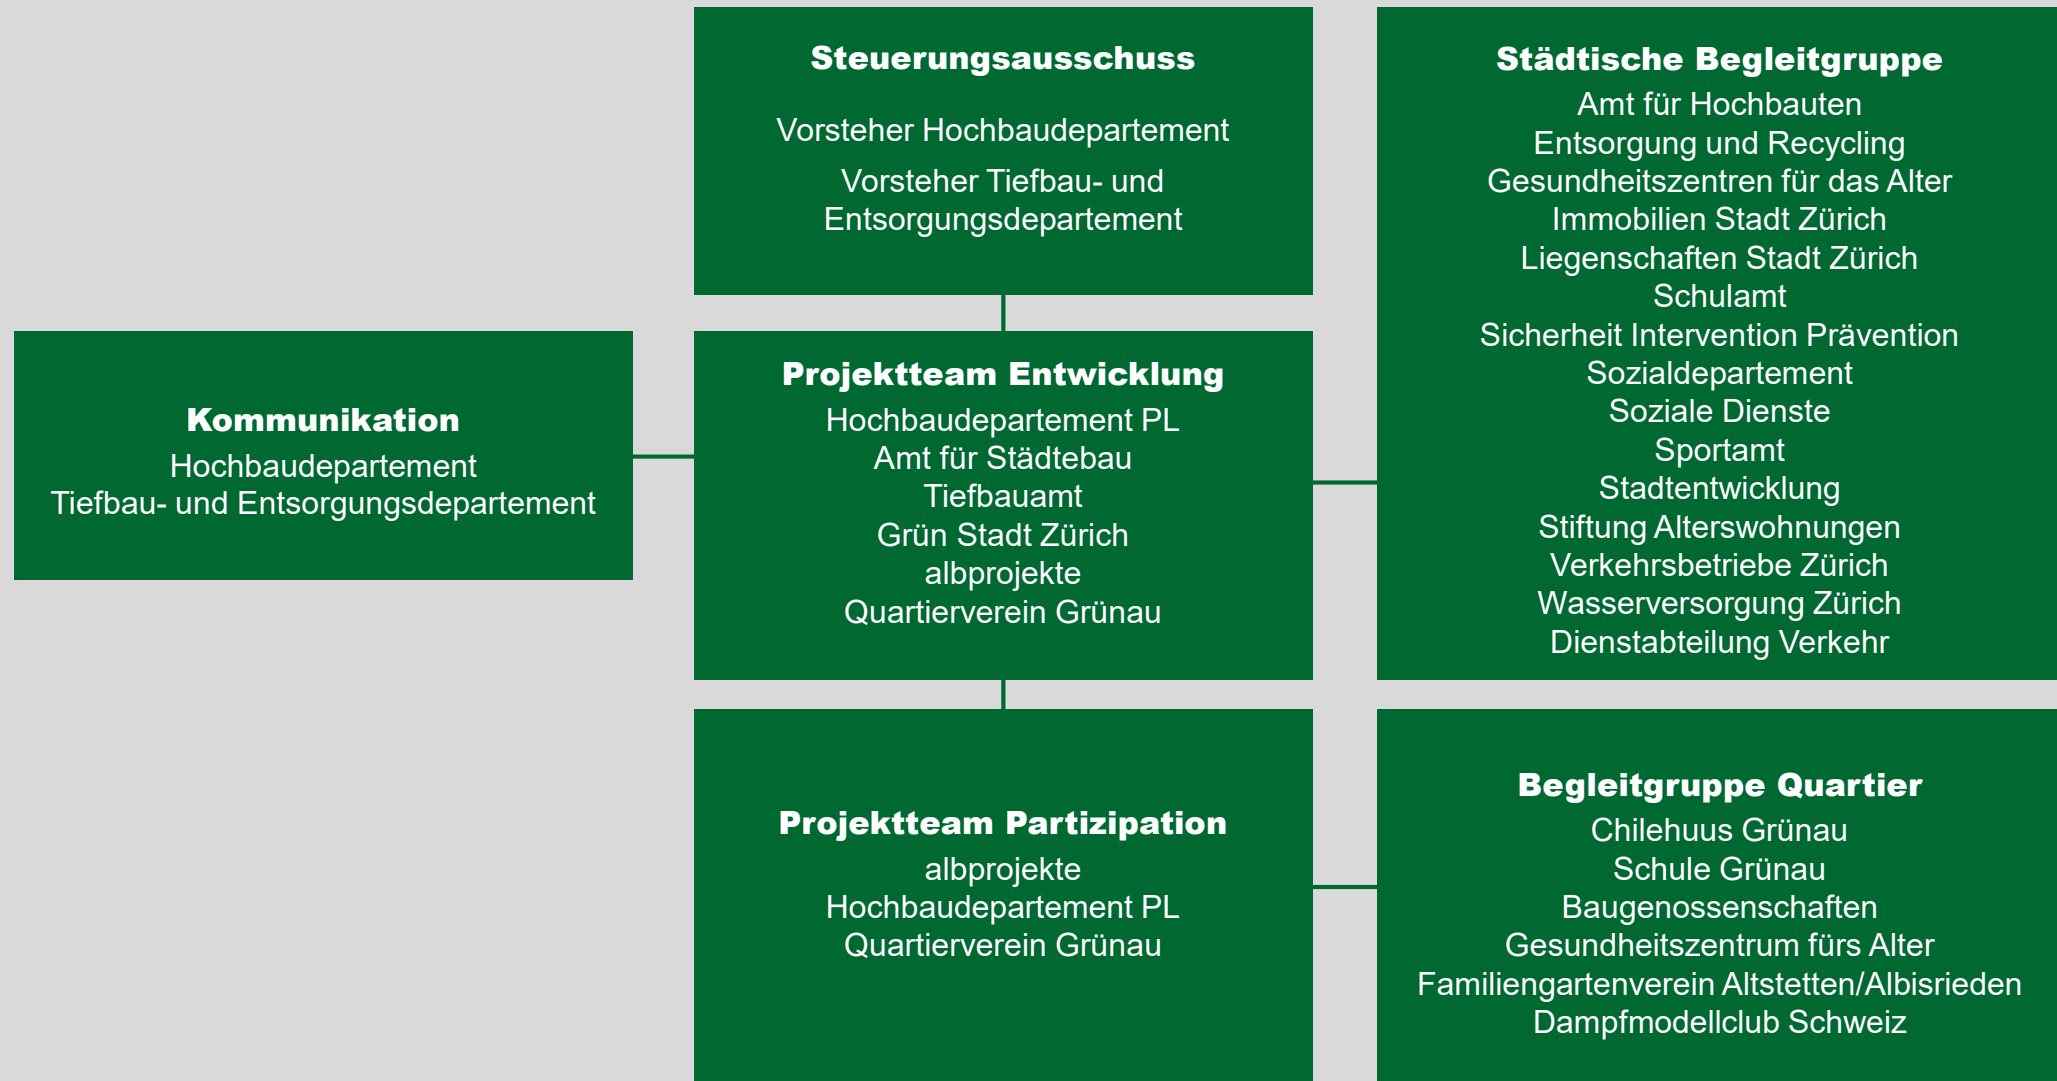 Steuerungsausschuss
Vorsteher Hochbaudepartement
Vorsteher Tiefbau- und
Entsorgungsdepartement
Städtische Begleitgruppe
Amt für Hochbauten
Entsorgung und Recycling
Gesundheitszentren für das Alter
Immobilien Stadt Zürich
Liegenschaften Stadt Zürich
Schulamt
Sicherheit Intervention Prävention
Sozialdepartement
Soziale Dienste
Sportamt
Stadtentwicklung
Stiftung Alterswohnungen
Verkehrsbetriebe Zürich
Wasserversorgung Zürich
Dienstabteilung Verkehr
Kommunikation
Hochbaudepartement
Tiefbau- und Entsorgungsdepartement
Projektteam Entwicklung
Hochbaudepartement PL
Amt für Städtebau
Tiefbauamt
Grün Stadt Zürich
albprojekte
Quartierverein Grünau
Projektteam Partizipation
albprojekte
Hochbaudepartement PL
Quartierverein Grünau
Begleitgruppe Quartier
Chilehuus Grünau
Schule Grünau
Baugenossenschaften
Gesundheitszentrum fürs Alter
Familiengartenverein Altstetten/Albisrieden
Dampfmodellclub Schweiz